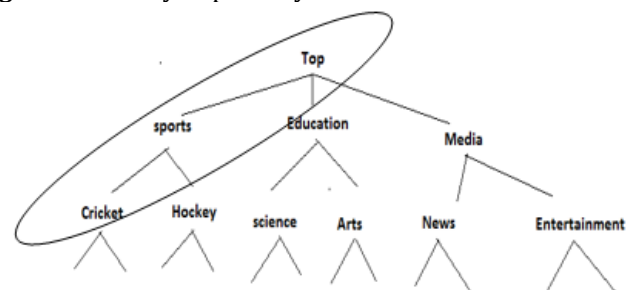 Top
sports Education Media
Cricket Hockey science Arts News Entertainment